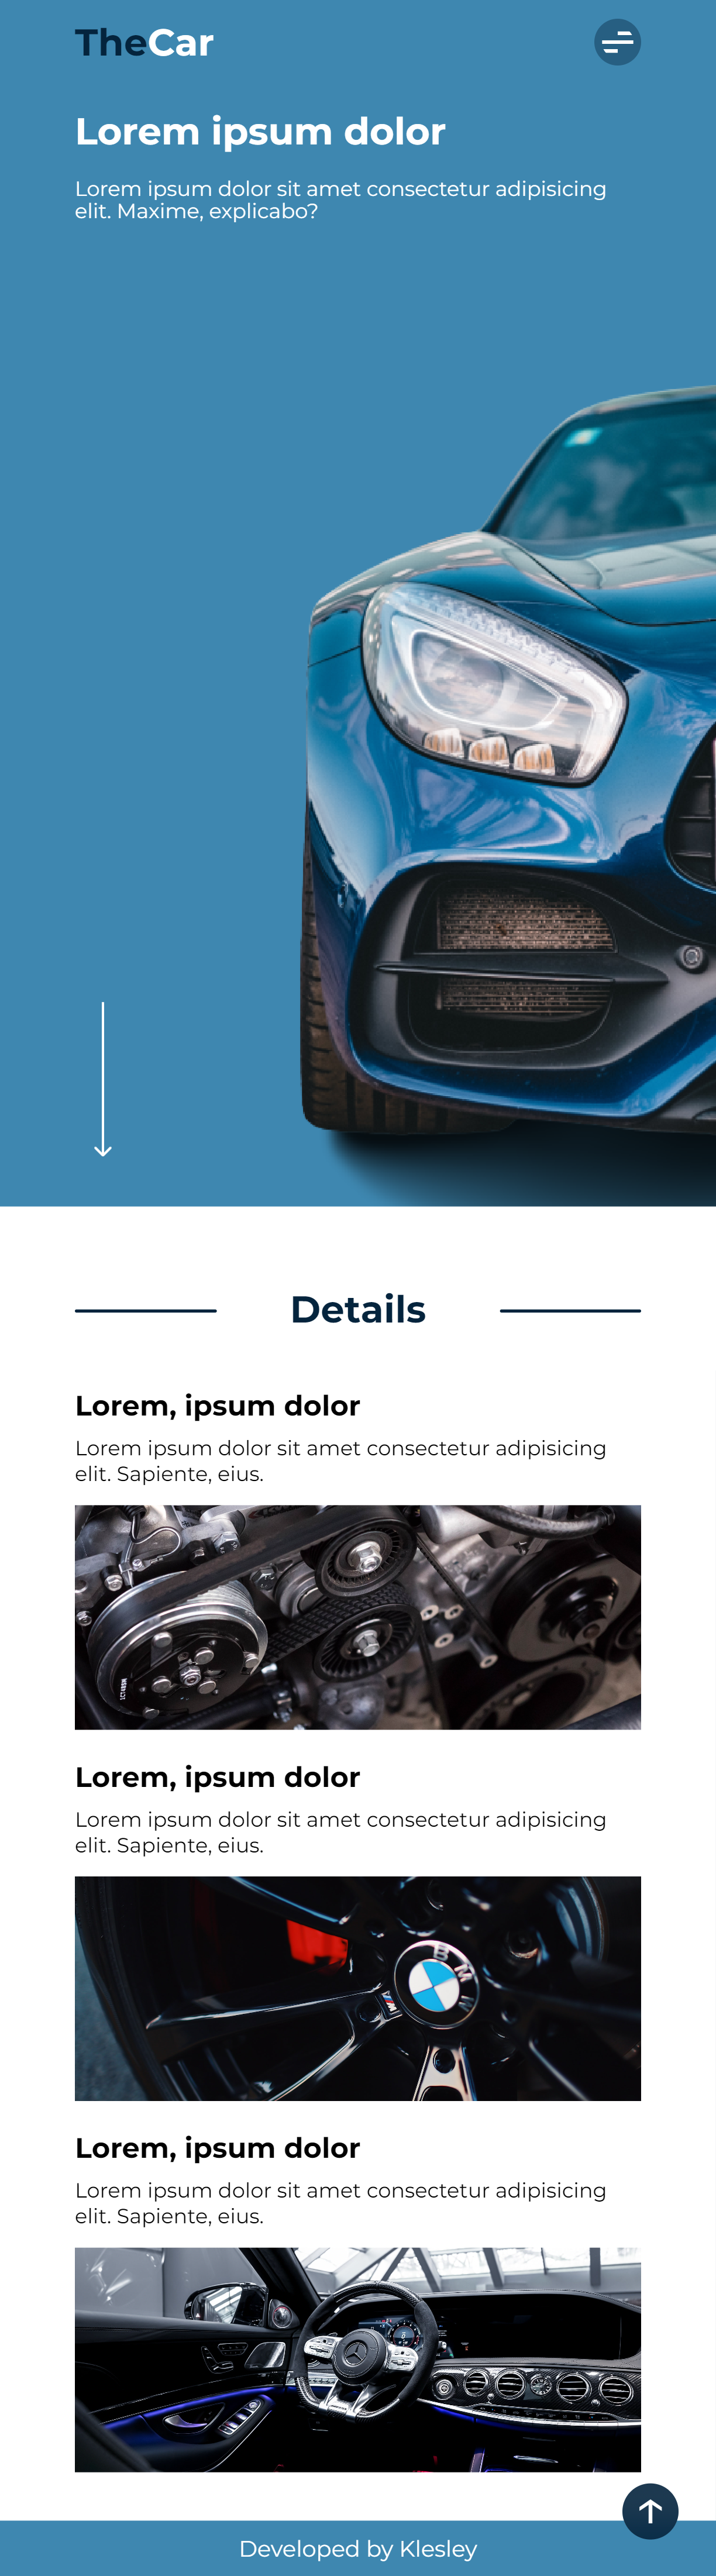 TheCar
Lorem ipsum dolor
Lorem ipsum dolor sit amet consectetur adipisicing
elit. Maxime, explicabo?
Details
Lorem, ipsum dolor
Lorem ipsum dolor sit amet consectetur adipisicing
elit. Sapiente, eius.
Lorem, ipsum dolor
Lorem ipsum dolor sit amet consectetur adipisicing
elit. Sapiente, eius.
BMW
M
Lorem, ipsum dolor
Lorem ipsum dolor sit amet consectetur adipisicing
elit. Sapiente, eius.
Developed by Klesley